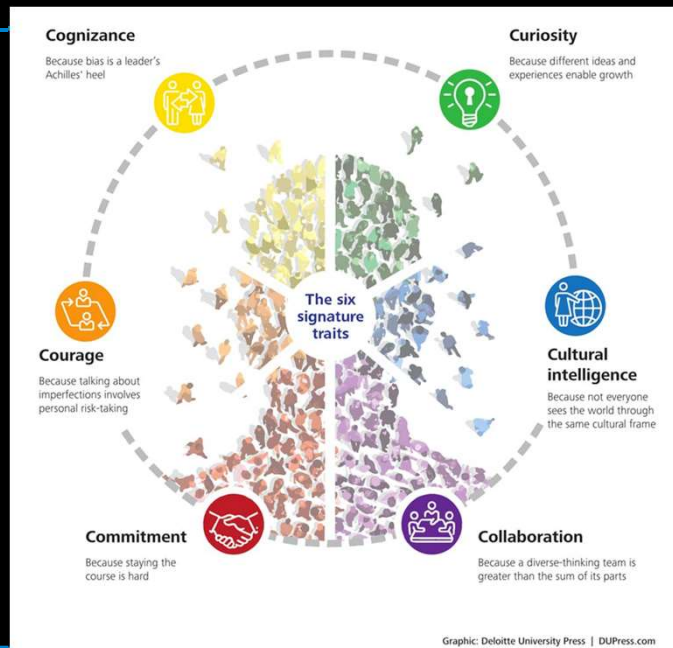 Cognizance
Because bias is a leader's
Achilles' heel
Curiosity
Because different ideas and
experiences enable growth
The six
signature
traits
Courage
Because talking about
imperfections involves
personal risk-taking
Cultural
intelligence
Because not everyone
sees the world through
the same cultural frame
Commitment
Because staying the
course is hard
Collaboration
Because a diverse-thinking team is
greater than the sum of its parts
Graphic: Deloitte University Press | DUPress.com